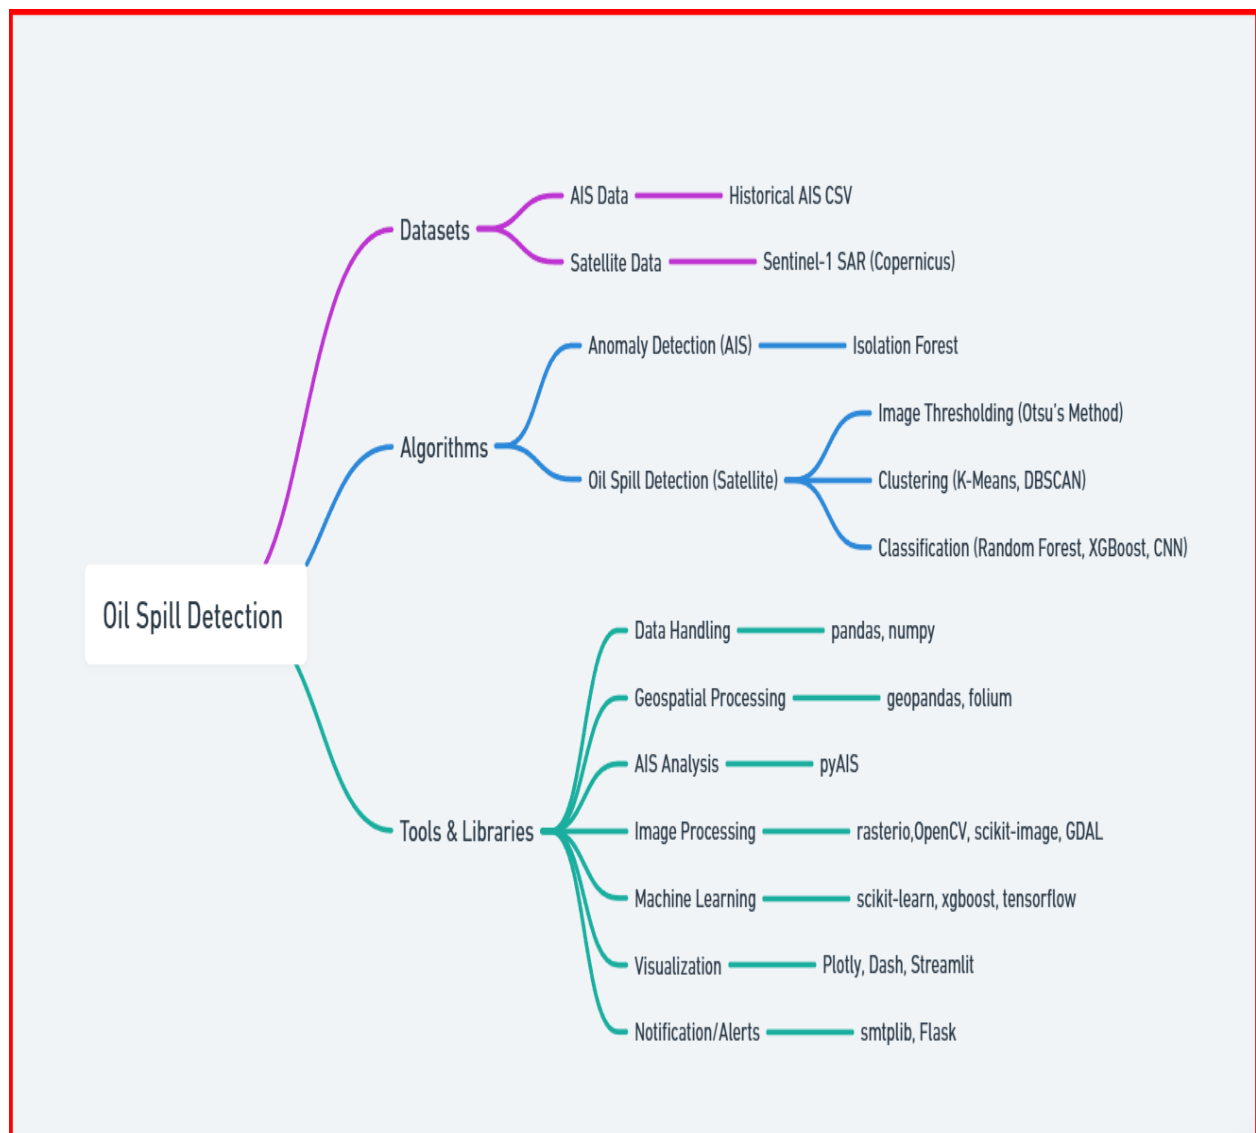 AIS Data
Historical AIS CSV
Datasets
Satellite Data
Sentinel-1 SAR (Copernicus)
Anomaly Detection (AIS)
Isolation Forest
Image Thresholding (Otsu's Method)
Algorithms
Oil Spill Detection (Satellite)
Clustering (K-Means, DBSCAN)
Classification (Random Forest, XGBoost, CNN)
Oil Spill Detection
Data Handling
pandas, numpy
Geospatial Processing
geopandas, folium
AIS Analysis
pyAIS
Tools & Libraries
Image Processing
rasterio,OpenCV, scikit-image, GDAL
Machine Learning
scikit-learn, xgboost, tensorflow
Visualization
Plotly, Dash, Streamlit
Notification/Alerts
smtplib, Flask